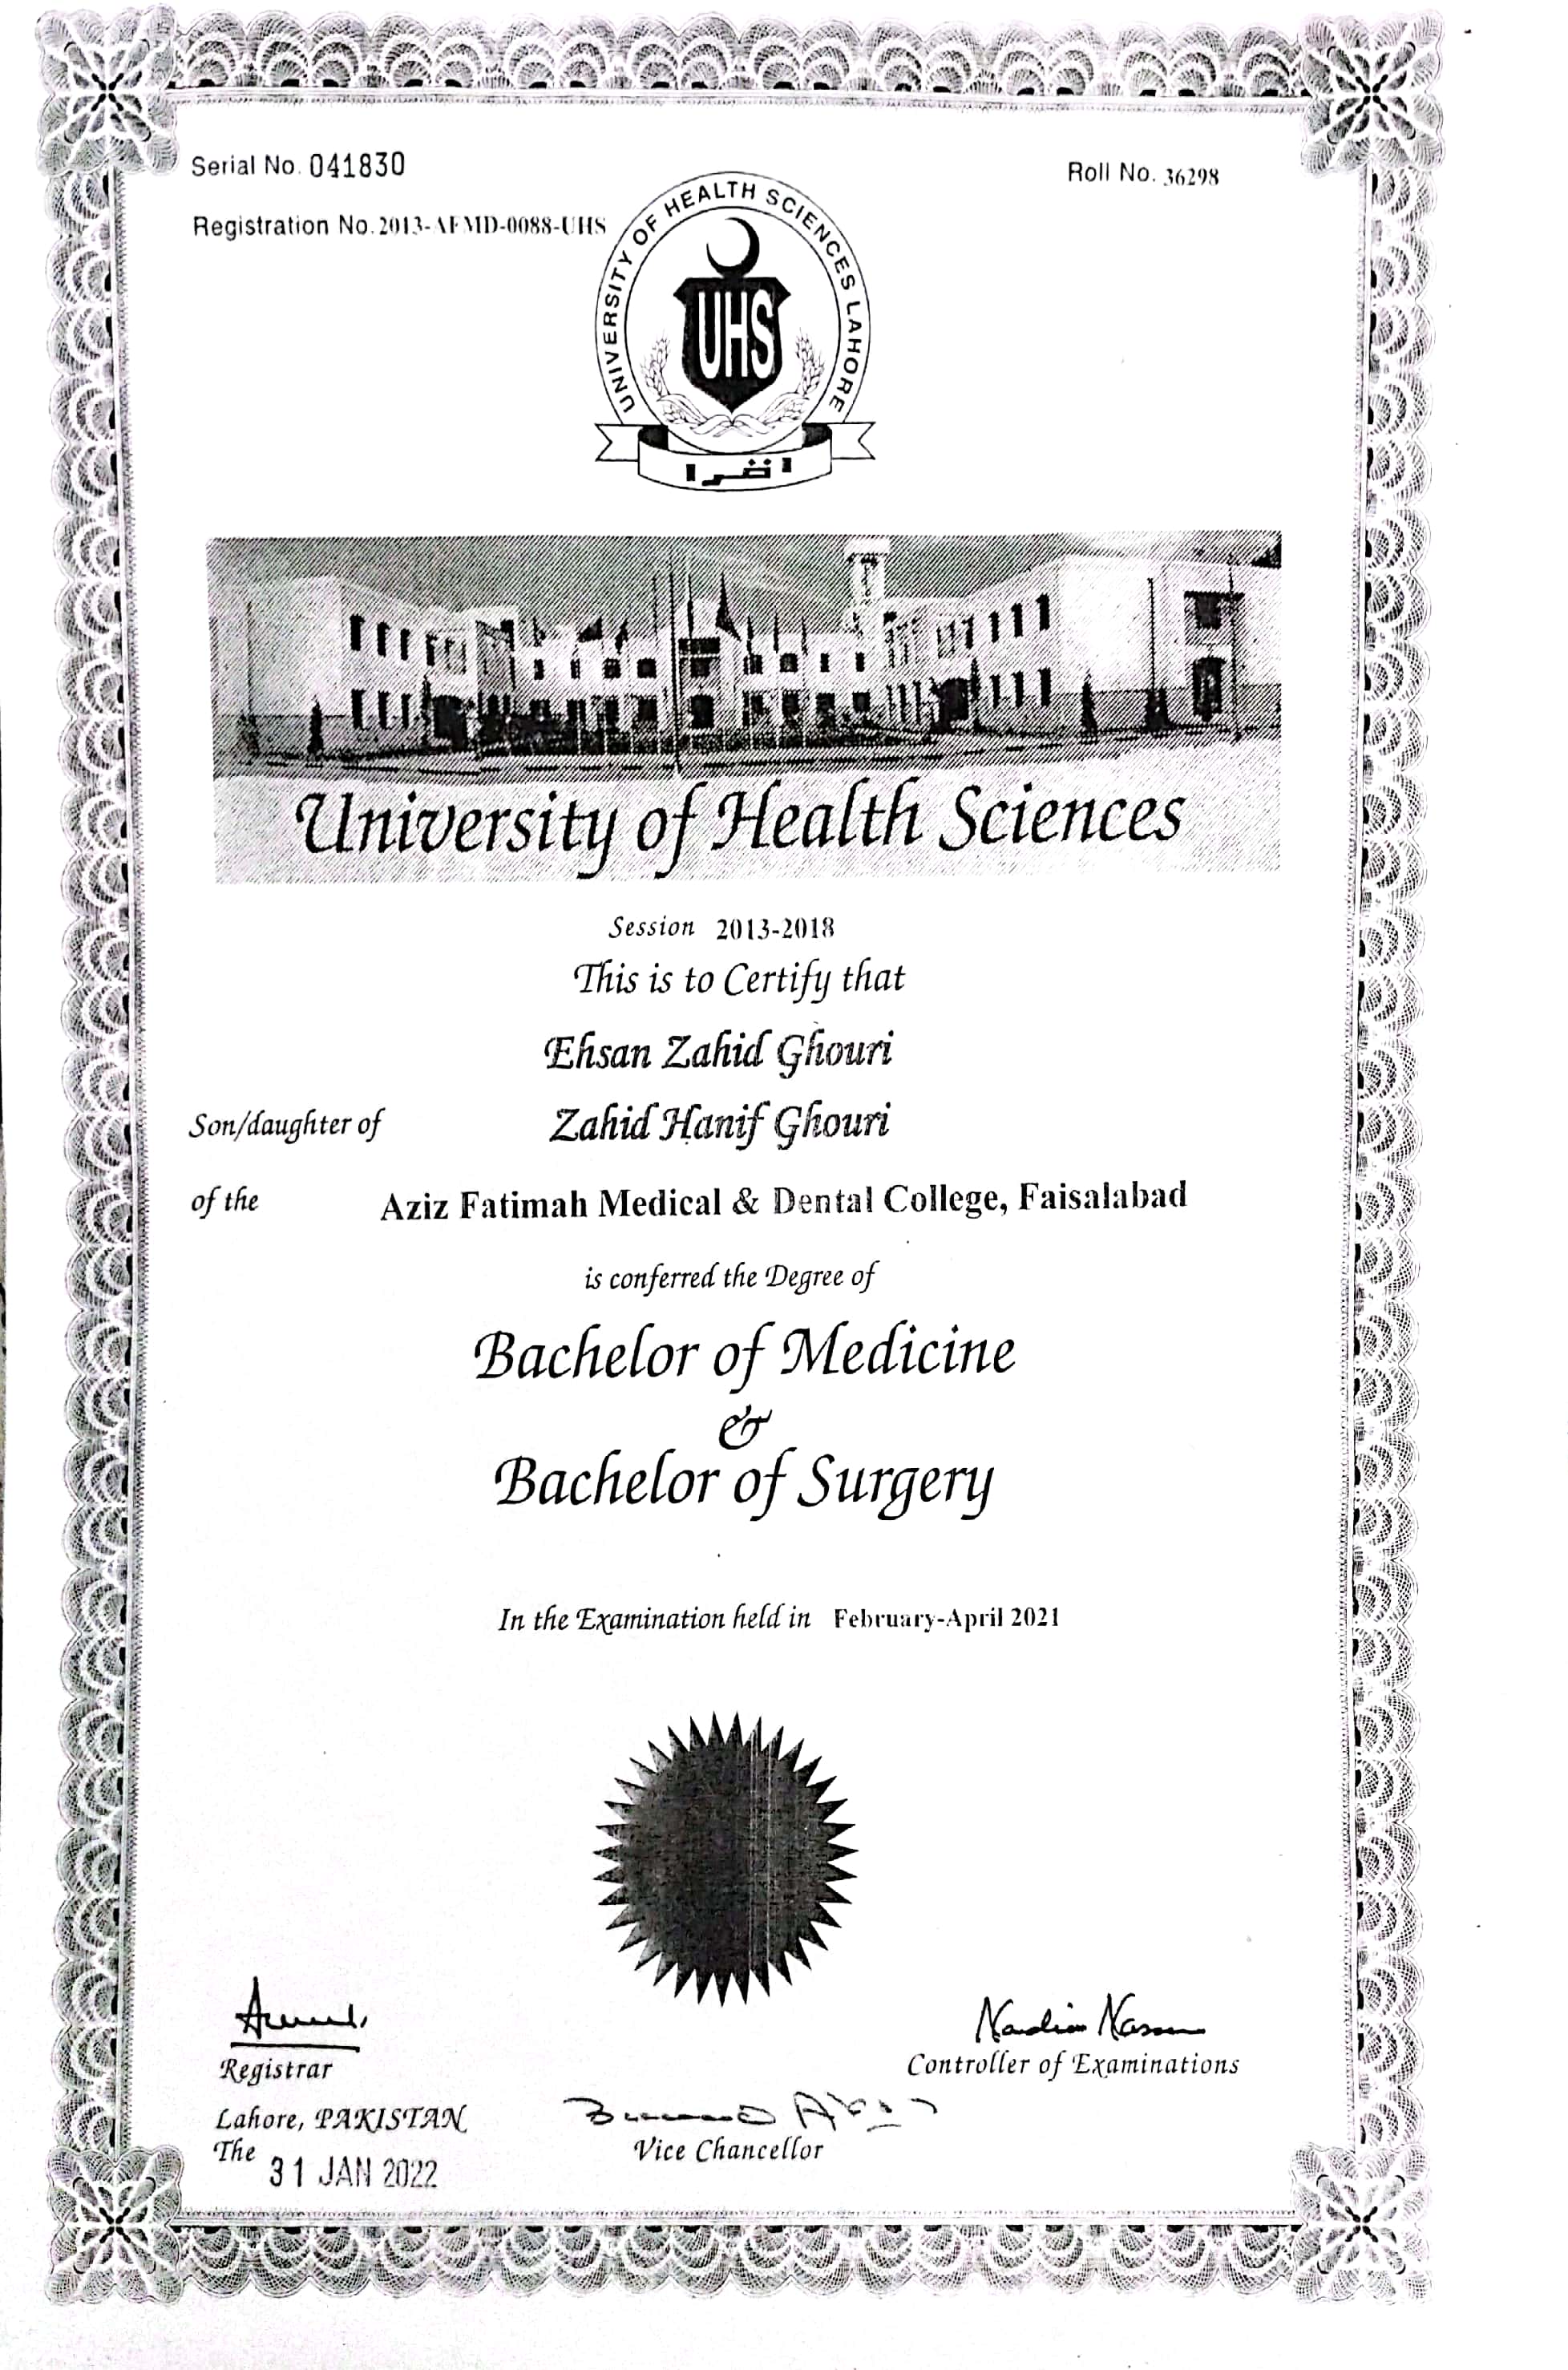 Serial No. 041830
Roll No. 36298
Registration No. 2013-AFMD-0088-UHS
UNIVERSITY OF HEALTH SCIENCES LAHORE
UHS
اقرا
University of Health Sciences
Session 2013-2018
This is to Certify that
Ehsan Zahid Ghouri
Son/daughter of Zahid Hanif Ghouri
of the Aziz Fatimah Medical & Dental College, Faisalabad
is conferred the Degree of
Bachelor of Medicine
&
Bachelor of Surgery
In the Examination held in February-April 2021
Registrar
Controller of Examinations
Lahore, PAKISTAN
Vice Chancellor
The 31 JAN 2022